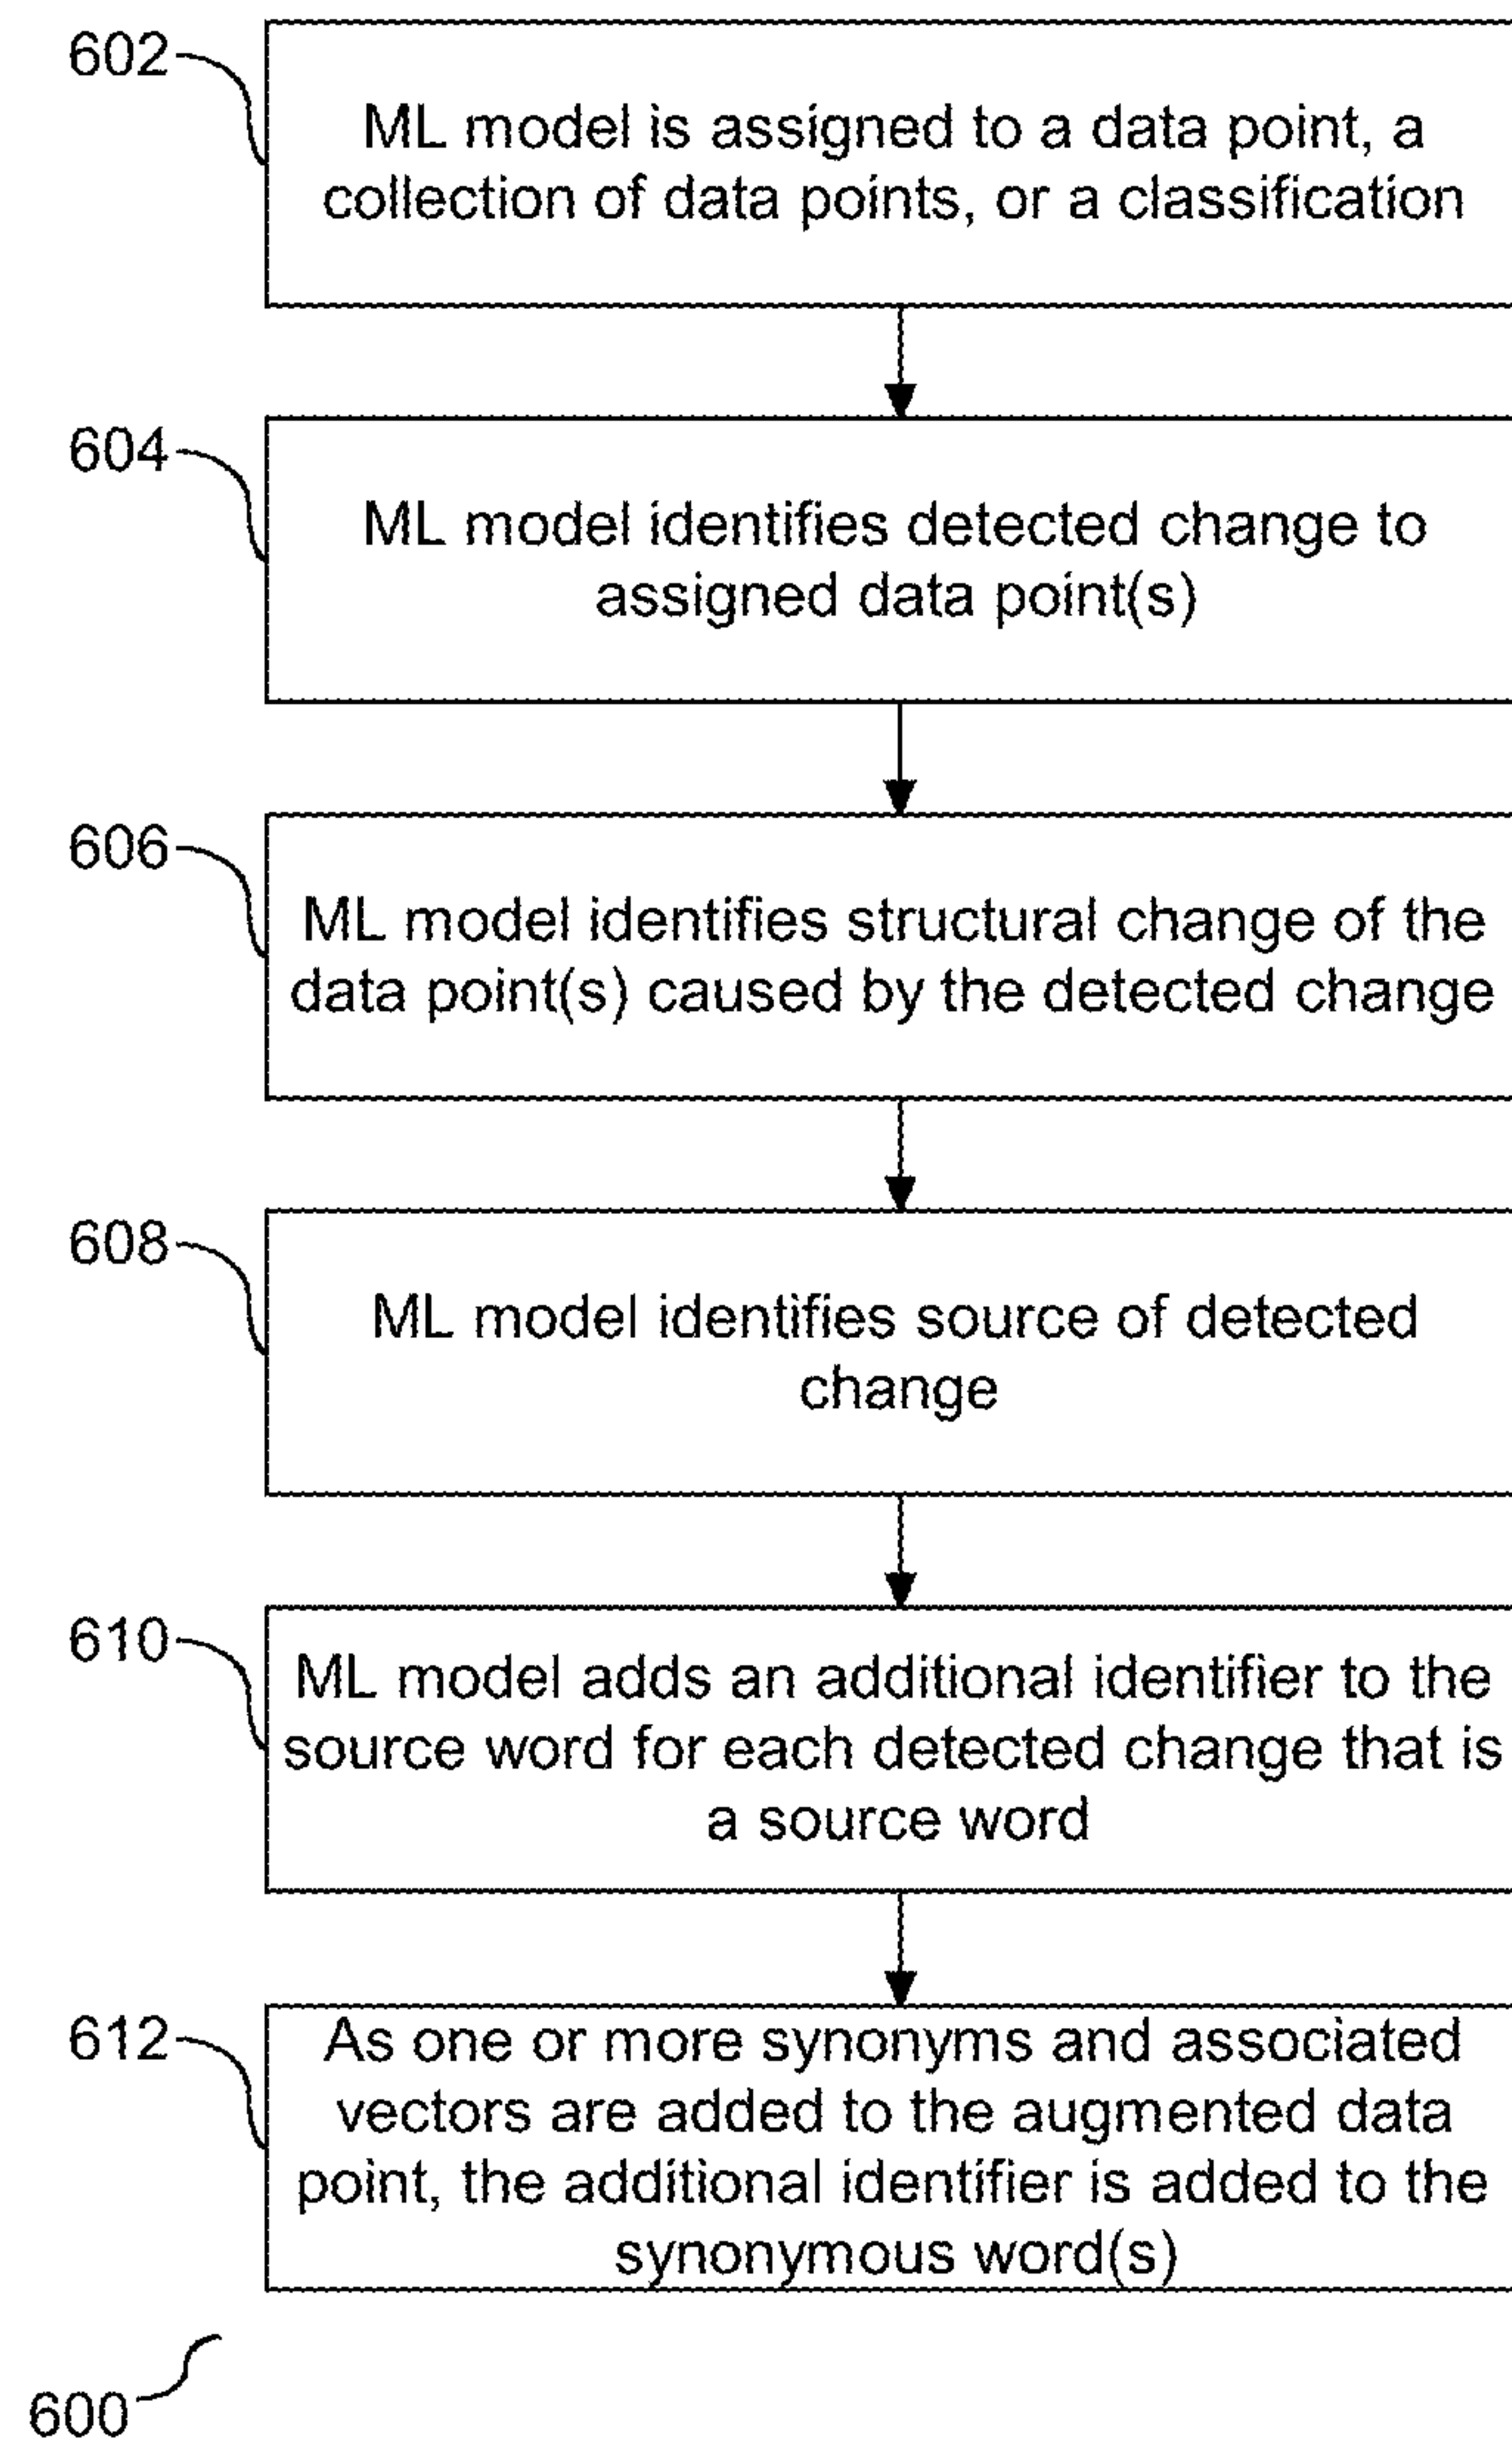 602
ML model is assigned to a data point, a
collection of data points, or a classification
604
ML model identifies detected change to
assigned data point(s)
606
ML model identifies structural change of the
data point(s) caused by the detected change
608
ML model identifies source of detected
change
610
ML model adds an additional identifier to the
source word for each detected change that is
a source word
612
As one or more synonyms and associated
vectors are added to the augmented data
point, the additional identifier is added to the
synonymous word(s)
600